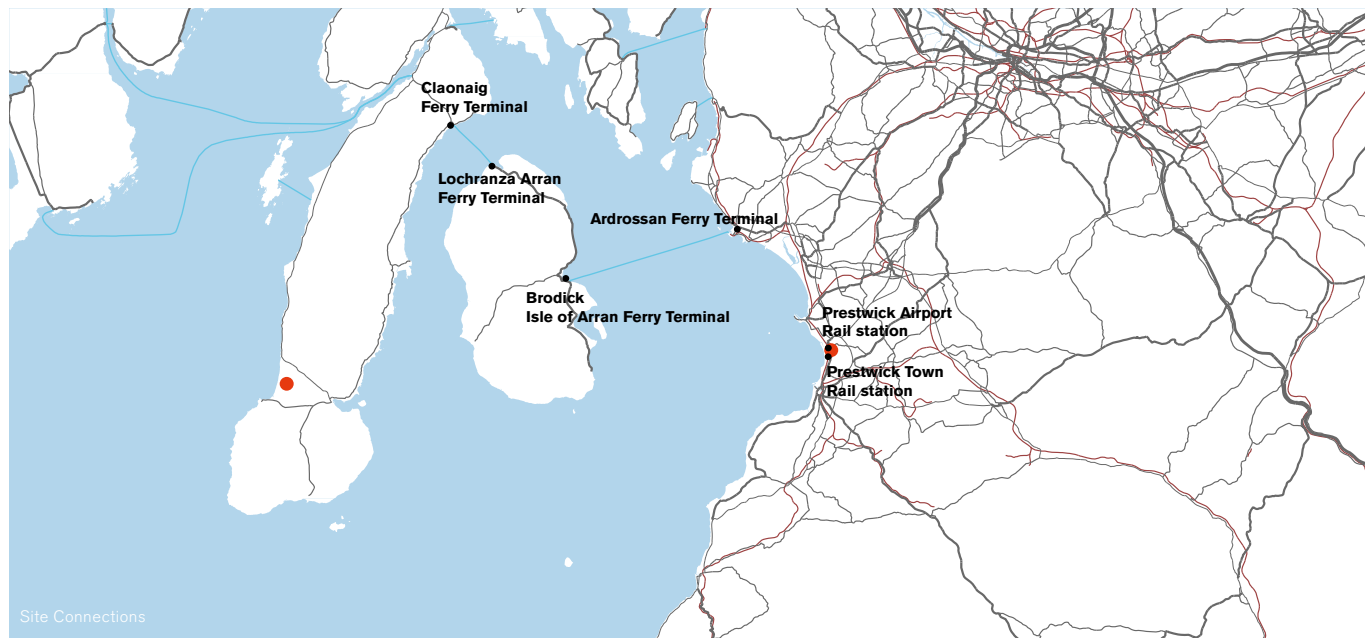 Claonaig
Ferry Terminal
Lochranza Arran
Ferry Terminal
Ardrossan Ferry Terminal
Brodick
Isle of Arran Ferry Terminal
Prestwick Airport
Rail station
Prestwick Town
Rail station
Site Connections